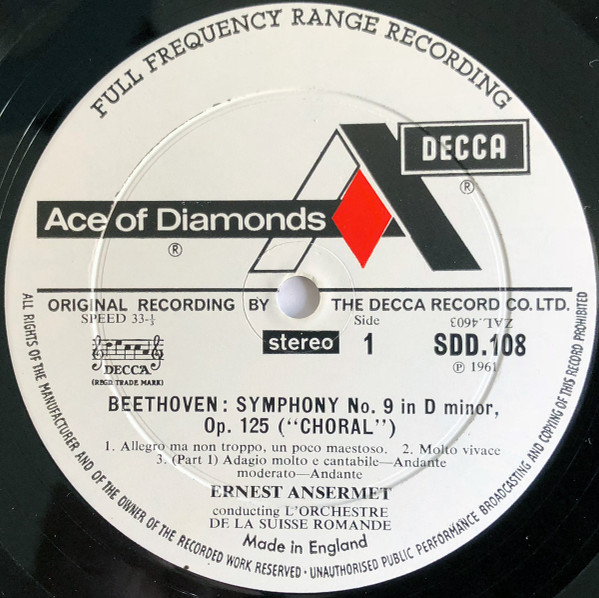 FULL FREQUENCY RANGE RECORDING
DECCA
®
Ace of Diamonds
®
ORIGINAL RECORDING BY THE DECCA RECORD CO. LTD.
SPEED 33-⅓
Side
ZAL.4603
DECCA
(REGD. TRADE MARK)
stereo 1 SDD.108
℗ 1961
BEETHOVEN: SYMPHONY No. 9 in D minor,
Op. 125 ("CHORAL")
1. Allegro ma non troppo, un poco maestoso. 2. Molto vivace
3. (Part 1) Adagio molto e cantabile—Andante
moderato—Andante
ERNEST ANSERMET
conducting L'ORCHESTRE
DE LA SUISSE ROMANDE
Made in England
ALL RIGHTS OF THE MANUFACTURER AND OF THE OWNER OF THE RECORDED WORK RESERVED · UNAUTHORISED PUBLIC PERFORMANCE BROADCASTING AND COPYING OF THIS RECORD PROHIBITED